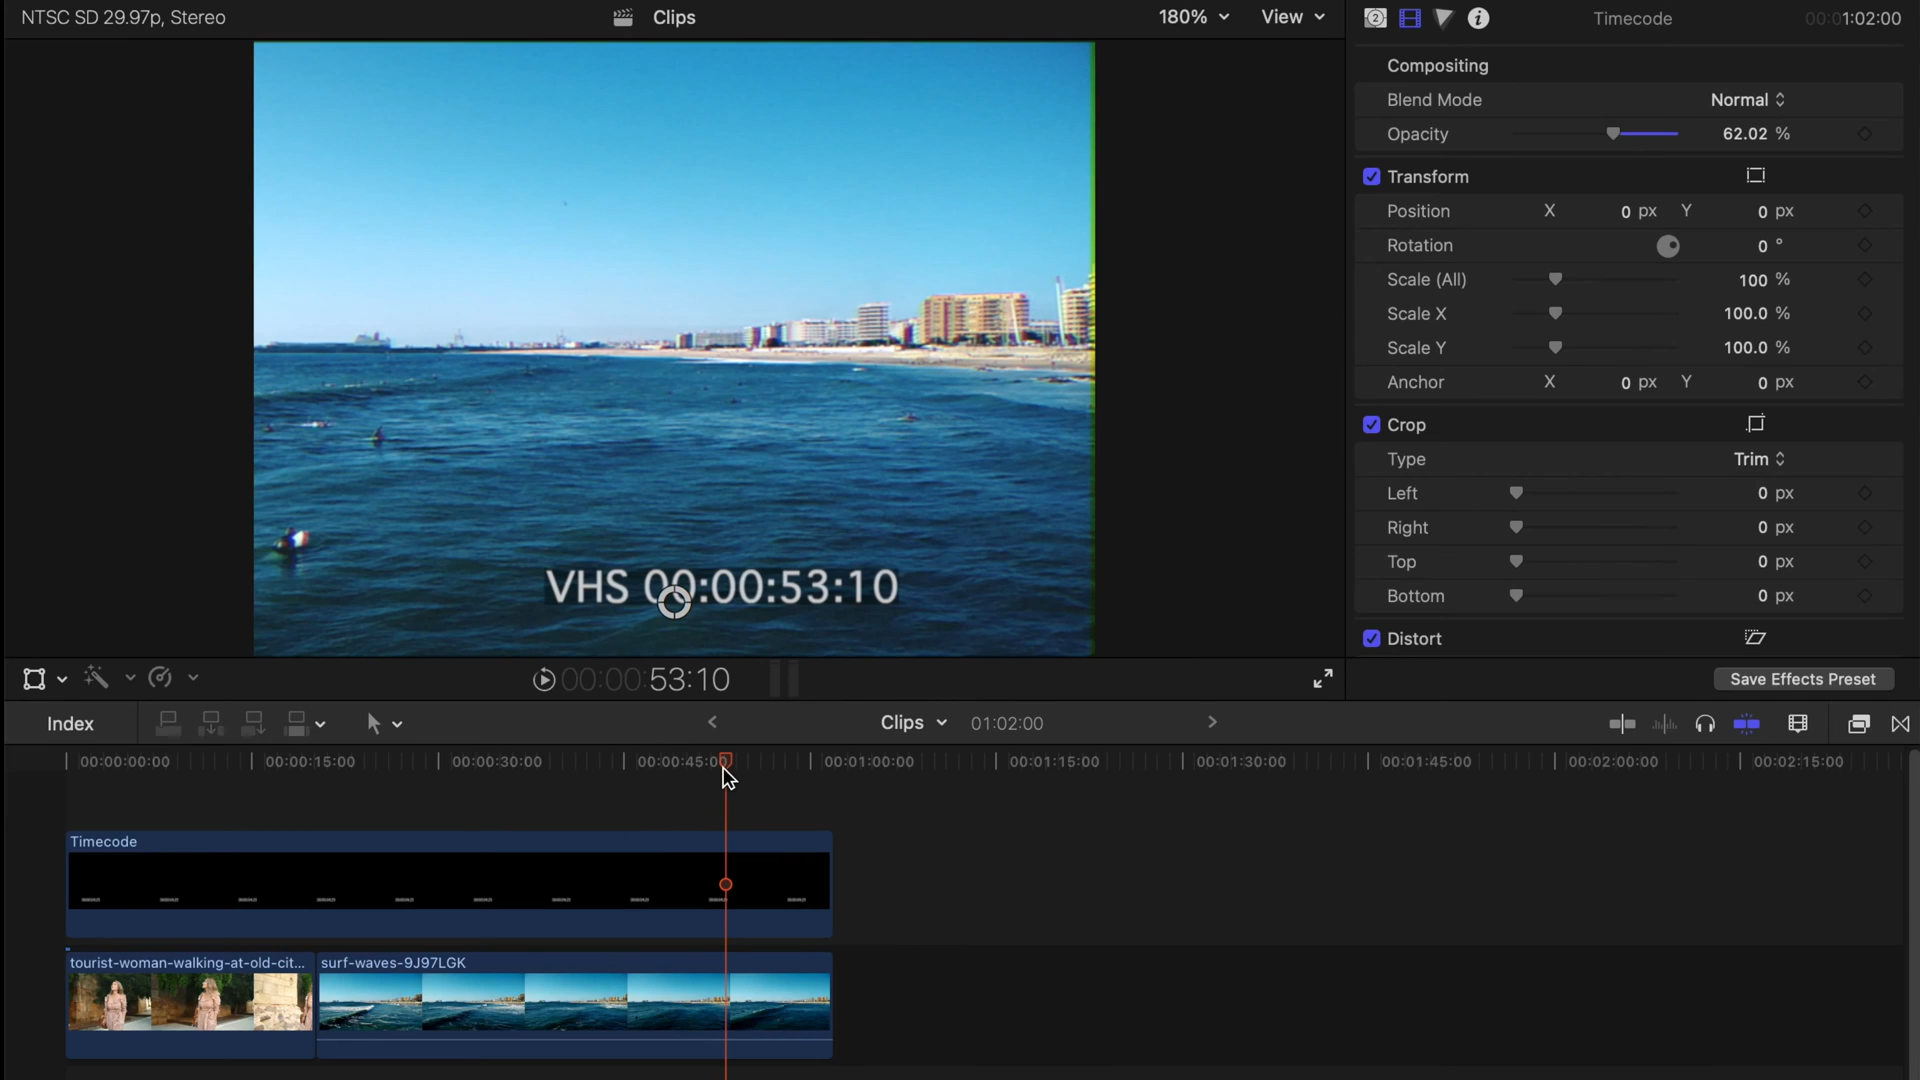 NTSC SD 29.97p, Stereo
Clips
180%
View
Timecode
00:01:02:00
Compositing
Blend Mode Normal
Opacity 62.02 %
Transform
Position X 0 px Y 0 px
Rotation 0 °
Scale (All) 100 %
Scale X 100.0 %
Scale Y 100.0 %
Anchor X 0 px Y 0 px
Crop
Type Trim
Left 0 px
Right 0 px
Top 0 px
Bottom 0 px
Distort
VHS 00:00:53:10
00:00:53:10
Save Effects Preset
Index
Clips 01:02:00
00:00:00:00 00:00:15:00 00:00:30:00 00:00:45:00 00:01:00:00 00:01:15:00 00:01:30:00 00:01:45:00 00:02:00:00 00:02:15:00
Timecode
tourist-woman-walking-at-old-cit...
surf-waves-9J97LGK